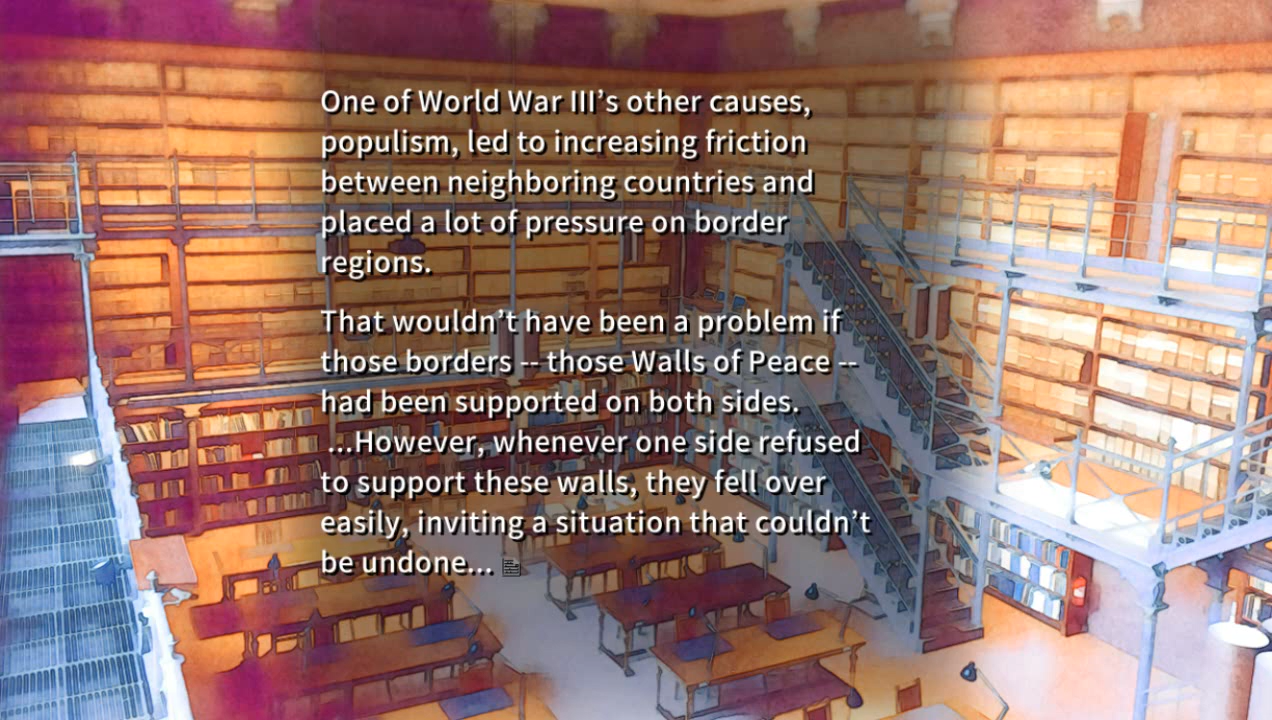 One of World War III’s other causes,
populism, led to increasing friction
between neighboring countries and
placed a lot of pressure on border
regions.
That wouldn’t have been a problem if
those borders -- those Walls of Peace --
had been supported on both sides.
...However, whenever one side refused
to support these walls, they fell over
easily, inviting a situation that couldn’t
be undone...